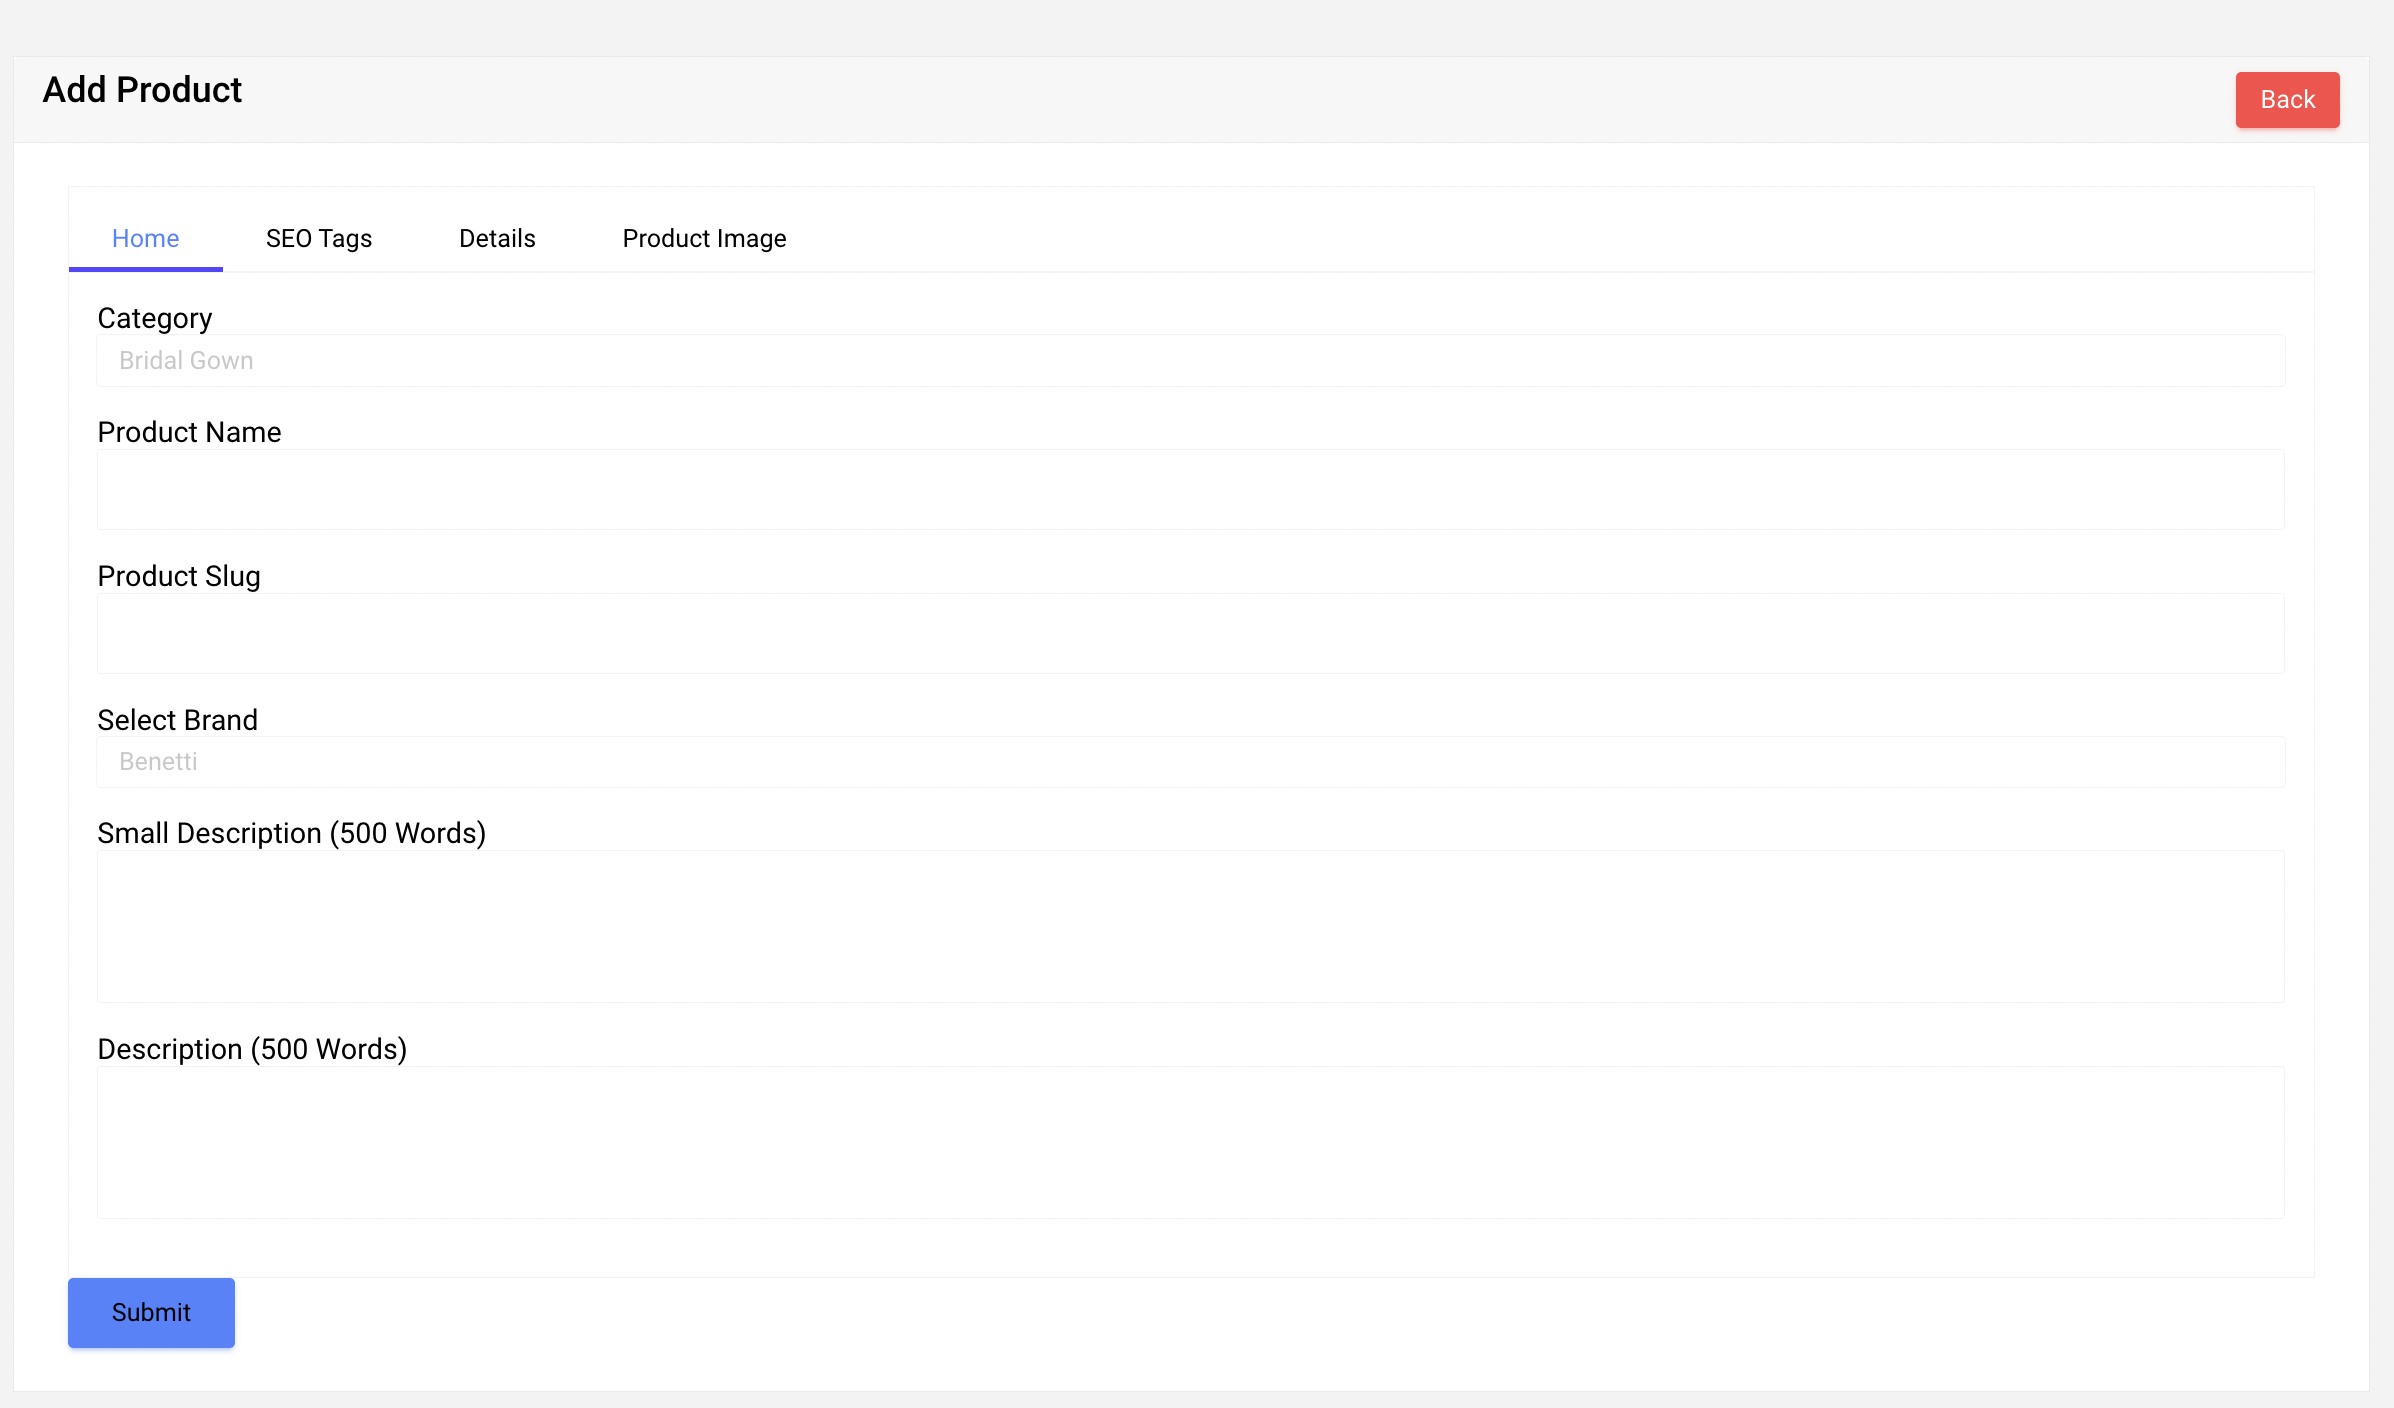 Add Product
Back
Home
SEO Tags
Details
Product Image
Category
Bridal Gown
Product Name
Product Slug
Select Brand
Benetti
Small Description (500 Words)
Description (500 Words)
Submit